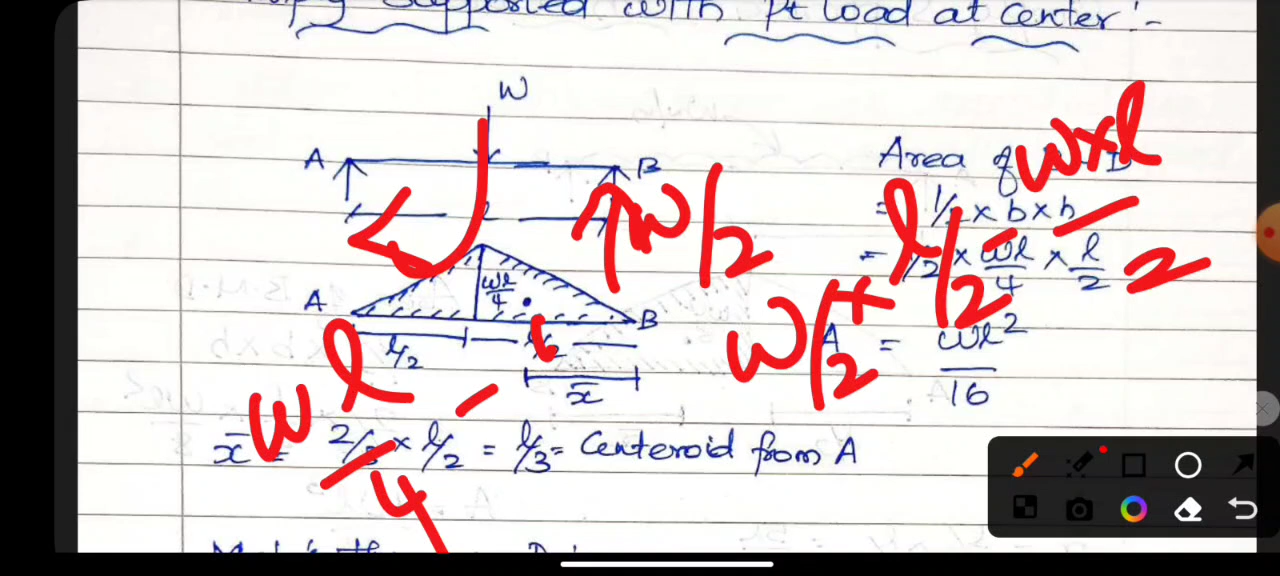 Supported with Pt Load at Center :-
W
A B
W/2
Area of
= 1/2 × b × h
W×l
/2
= 1/2 × wl/4 × l/2
wl/4
A B
W/2 × l/2
l/2 l/2
A = wl²/16
x̄
wl/4
x̄ = 2/3 × l/2 = l/3 = Centeroid from A